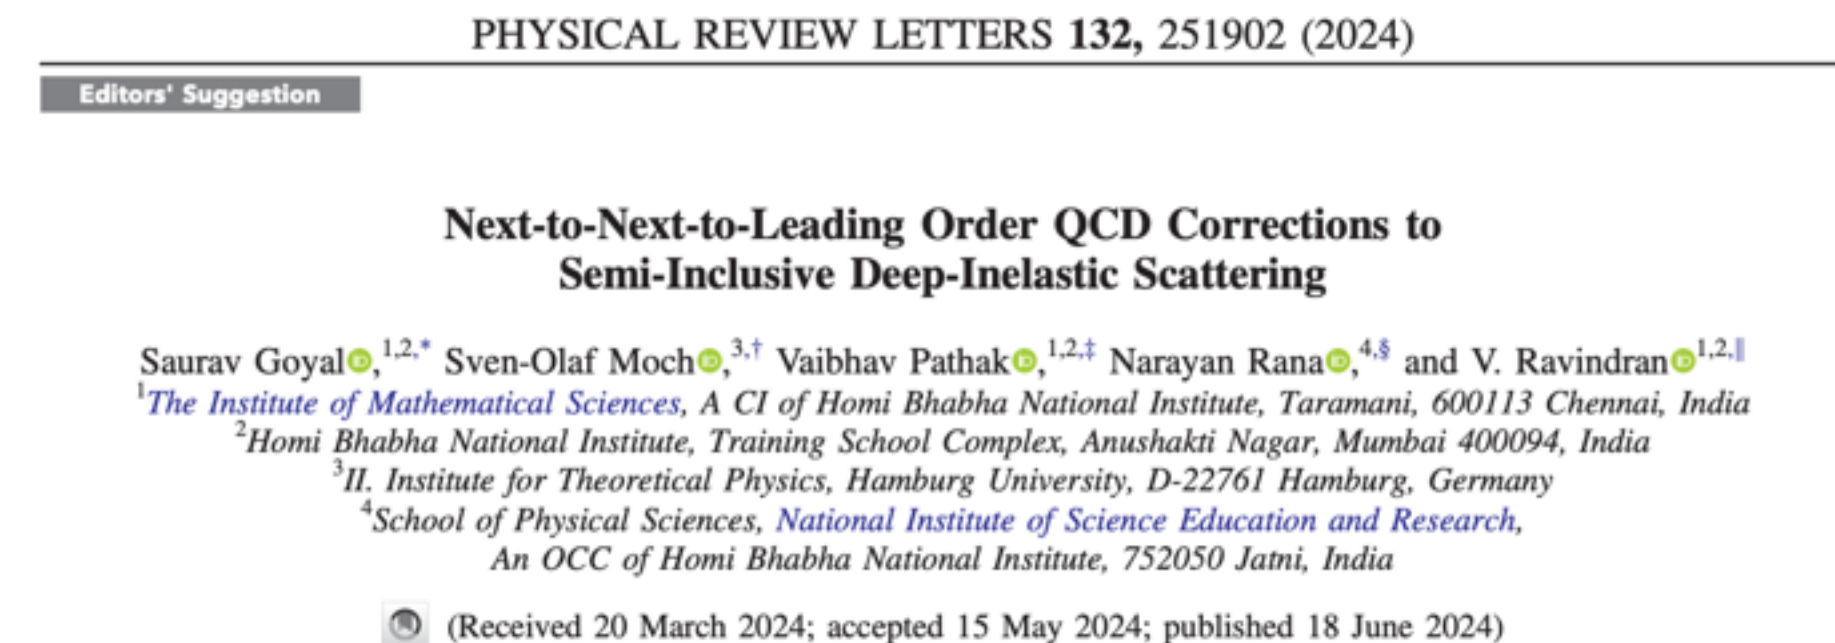 PHYSICAL REVIEW LETTERS 132, 251902 (2024)
Editors' Suggestion
Next-to-Next-to-Leading Order QCD Corrections to
Semi-Inclusive Deep-Inelastic Scattering
Saurav Goyal,1,2,* Sven-Olaf Moch,3,† Vaibhav Pathak,1,2,‡ Narayan Rana,4,§ and V. Ravindran1,2,∥
1The Institute of Mathematical Sciences, A CI of Homi Bhabha National Institute, Taramani, 600113 Chennai, India
2Homi Bhabha National Institute, Training School Complex, Anushakti Nagar, Mumbai 400094, India
3II. Institute for Theoretical Physics, Hamburg University, D-22761 Hamburg, Germany
4School of Physical Sciences, National Institute of Science Education and Research,
An OCC of Homi Bhabha National Institute, 752050 Jatni, India
(Received 20 March 2024; accepted 15 May 2024; published 18 June 2024)